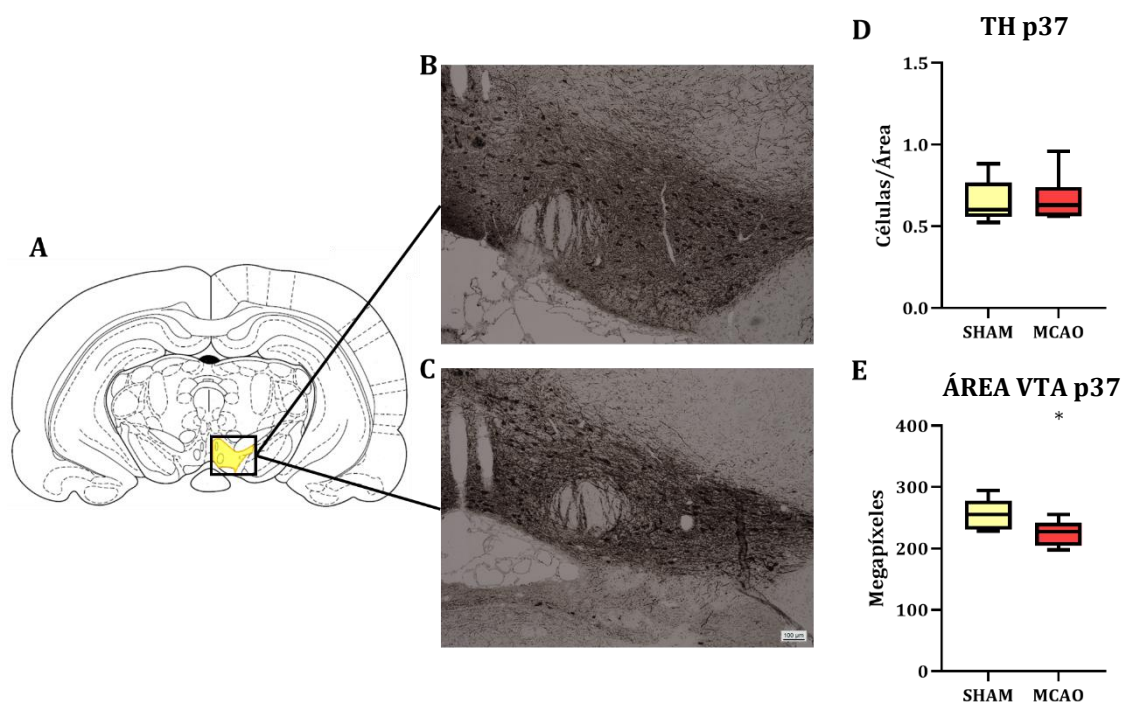 A
B
C
100 µm
D
TH p37
Células/Área
1.5
1.0
0.5
0.0
SHAM MCAO
E
ÁREA VTA p37
*
Megapíxeles
400
300
200
100
0
SHAM MCAO